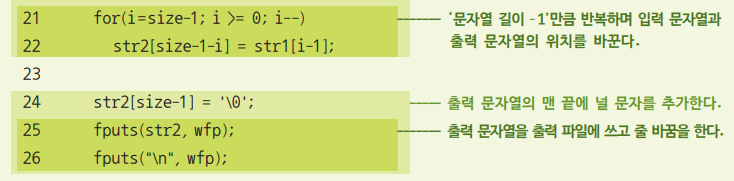 21 for(i=size-1; i >= 0; i--) ‘문자열 길이 -1’만큼 반복하며 입력 문자열과
22 str2[size-1-i] = str1[i-1]; 출력 문자열의 위치를 바꾼다.
23
24 str2[size-1] = '\0'; 출력 문자열의 맨 끝에 널 문자를 추가한다.
25 fputs(str2, wfp); 출력 문자열을 출력 파일에 쓰고 줄 바꿈을 한다.
26 fputs("\n", wfp);